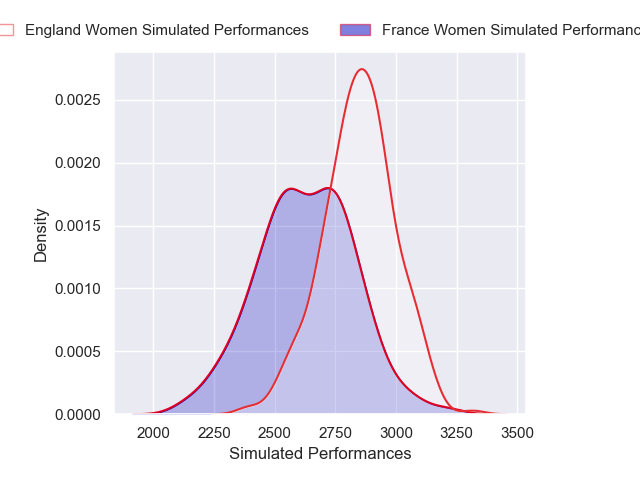 England Women Simulated Performances France Women Simulated Performanc
0.0025
0.0020
0.0015
0.0010
0.0005
0.0000
Density
2000 2250 2500 2750 3000 3250 3500
Simulated Performances